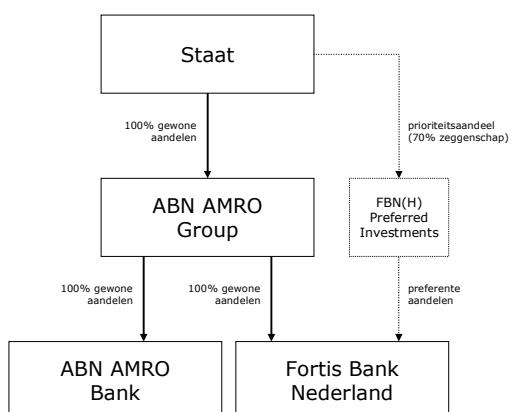 Staat
100% gewone
aandelen
prioriteitsaandeel
(70% zeggenschap)
ABN AMRO
Group
FBN(H)
Preferred
Investments
100% gewone
aandelen
100% gewone
aandelen
preferente
aandelen
ABN AMRO
Bank
Fortis Bank
Nederland